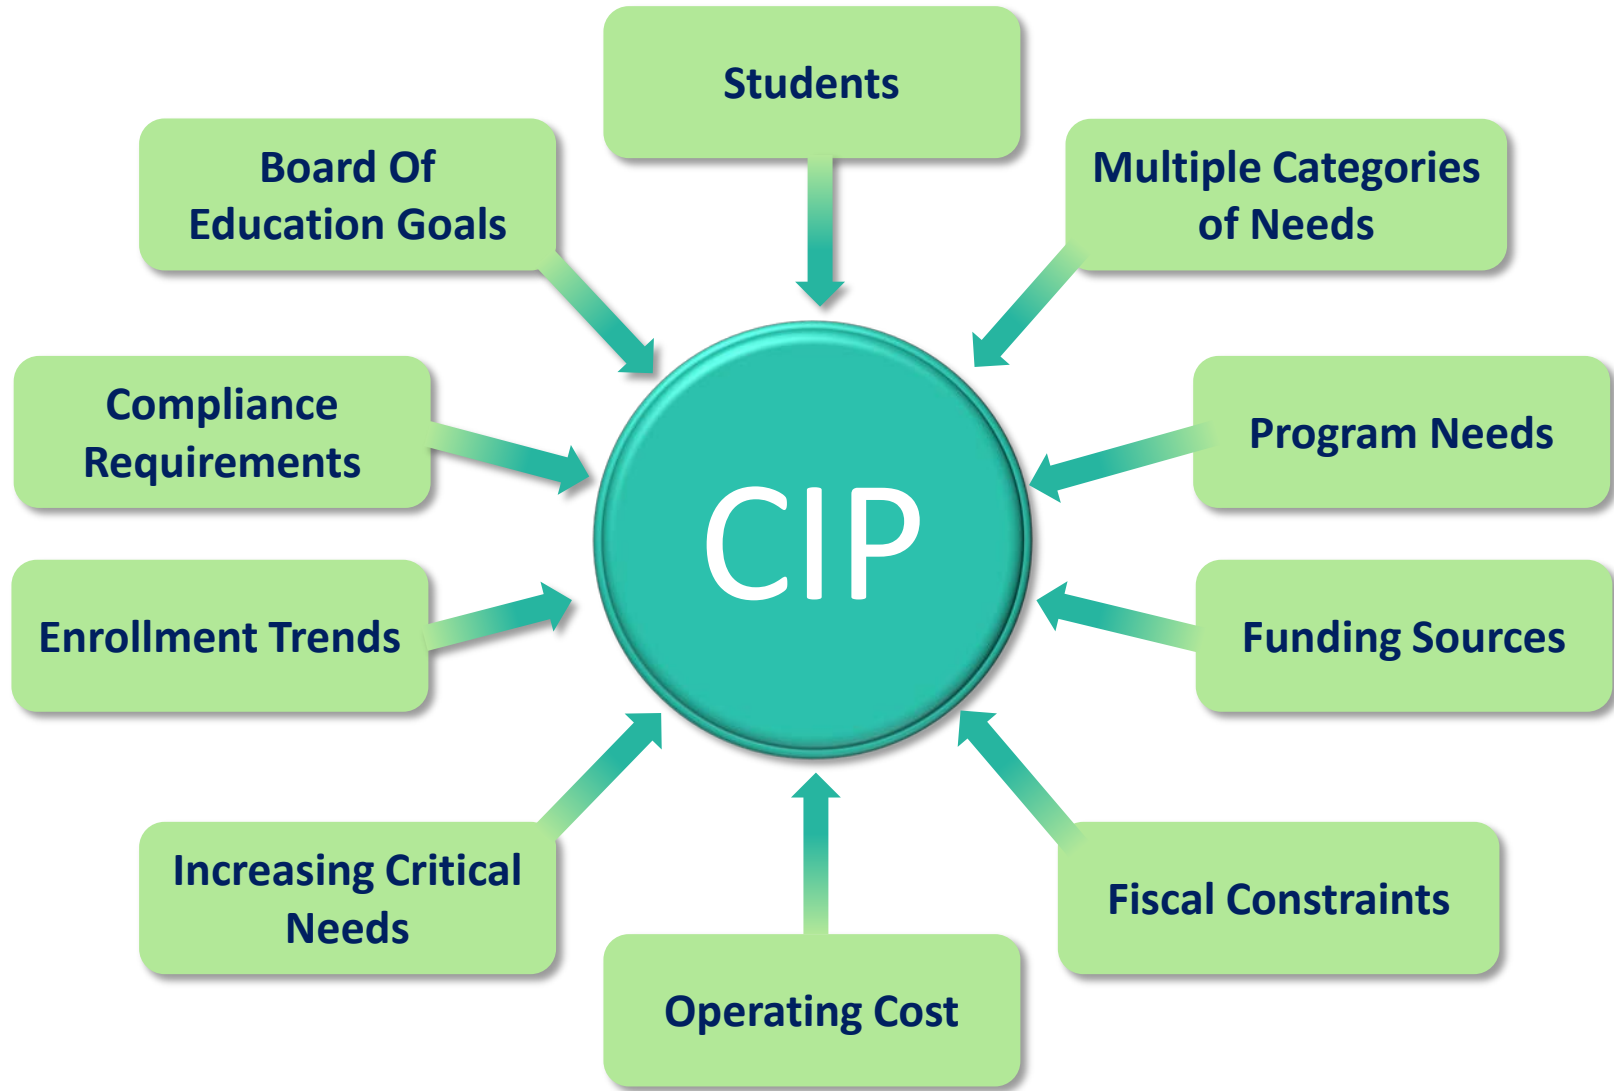 Students
Board Of
Education Goals
Multiple Categories
of Needs
Compliance
Requirements
Program Needs
CIP
Enrollment Trends
Funding Sources
Increasing Critical
Needs
Fiscal Constraints
Operating Cost